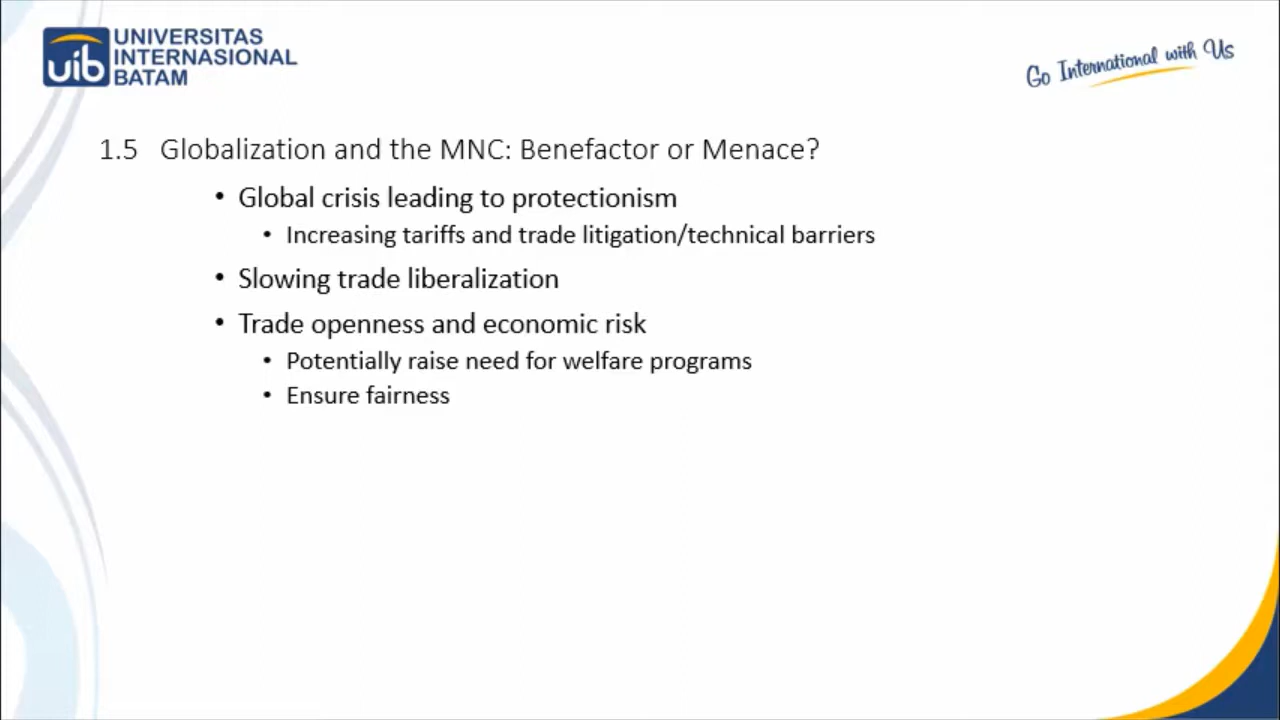 UNIVERSITAS
INTERNASIONAL
BATAM
uib
Go International with Us
1.5 Globalization and the MNC: Benefactor or Menace?
• Global crisis leading to protectionism
• Increasing tariffs and trade litigation/technical barriers
• Slowing trade liberalization
• Trade openness and economic risk
• Potentially raise need for welfare programs
• Ensure fairness